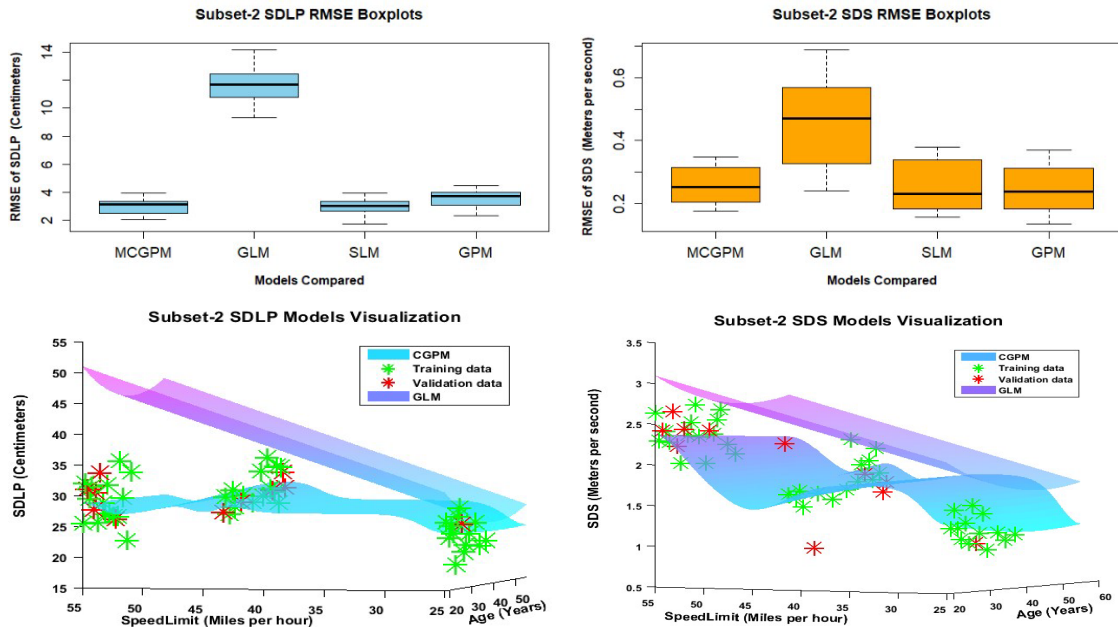 Subset-2 SDLP RMSE Boxplots
RMSE of SDLP (Centimeters)
14
12
10
8
6
4
2
MCGPM GLM SLM GPM
Models Compared
Subset-2 SDS RMSE Boxplots
RMSE of SDS (Meters per second)
0.6
0.4
0.2
MCGPM GLM SLM GPM
Models Compared
Subset-2 SDLP Models Visualization
CGPM
Training data
Validation data
GLM
SDLP (Centimeters)
55
50
45
40
35
30
25
20
15
55 50 45 40 35 30 25 20 30 40 50
SpeedLimit (Miles per hour)
Age (Years)
Subset-2 SDS Models Visualization
CGPM
Training data
Validation data
GLM
SDS (Meters per second)
3.5
3
2.5
2
1.5
1
0.5
55 50 45 40 35 30 25 20 30 40 50 60
SpeedLimit (Miles per hour)
Age (Years)